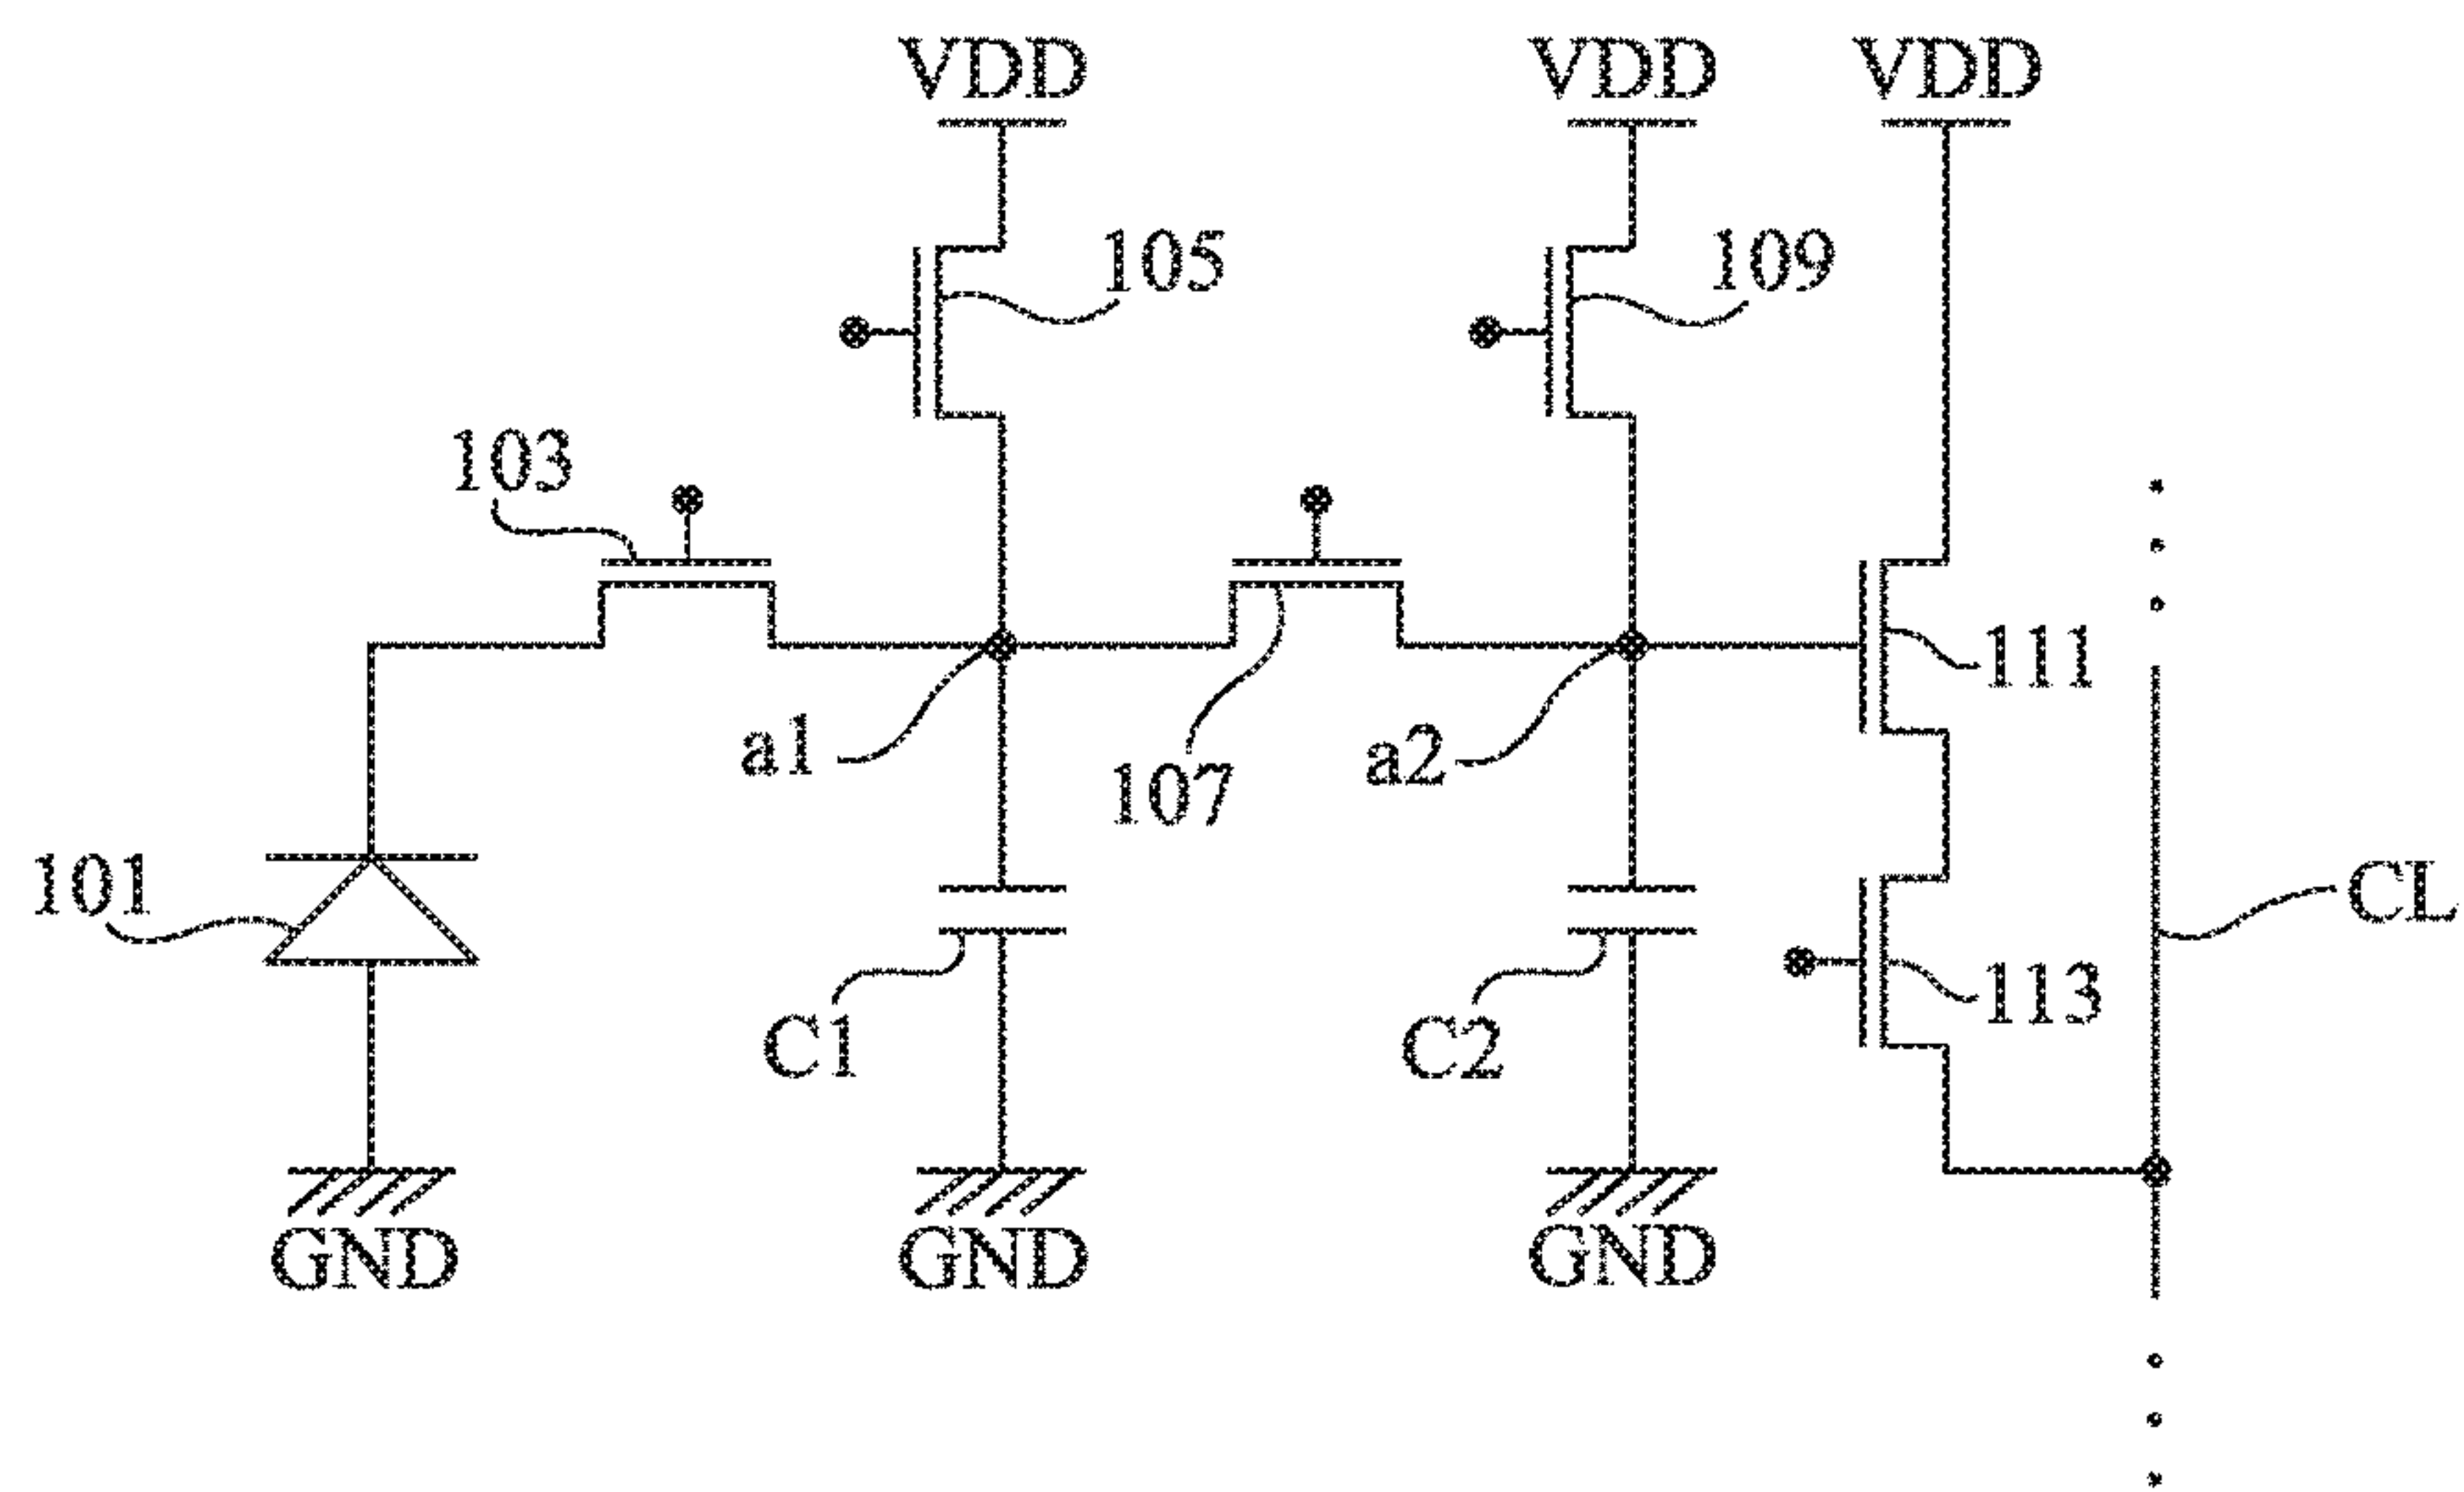 VDD VDD VDD
105 109
103
111
a1 a2
107
101 CL
113
C1 C2
GND GND GND